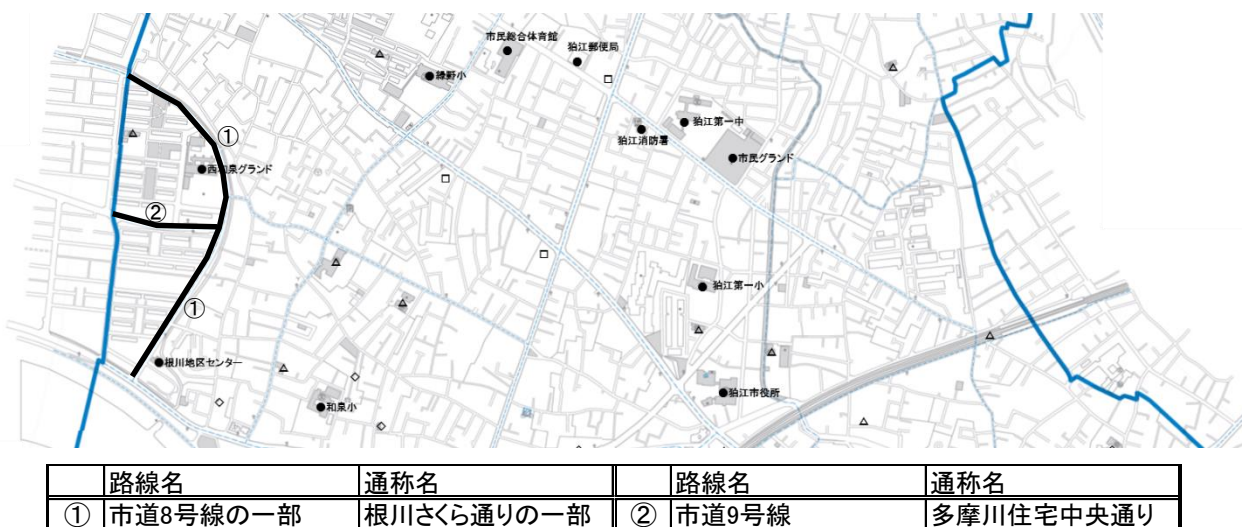 市民総合体育館
狛江郵便局
緑野小
狛江第一中
狛江消防署
市民グランド
①
西和泉グランド
②
狛江第一小
①
根川地区センター
狛江市役所
和泉小
路線名 通称名 路線名 通称名
① 市道8号線の一部 根川さくら通りの一部 ② 市道9号線 多摩川住宅中央通り